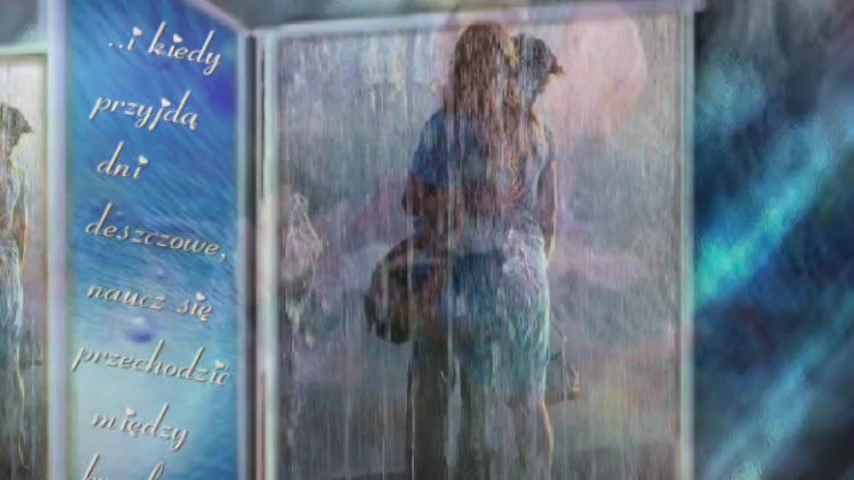 ..i kiedy
przyjdą
dni
deszczowe,
naucz się
przechodzić
między